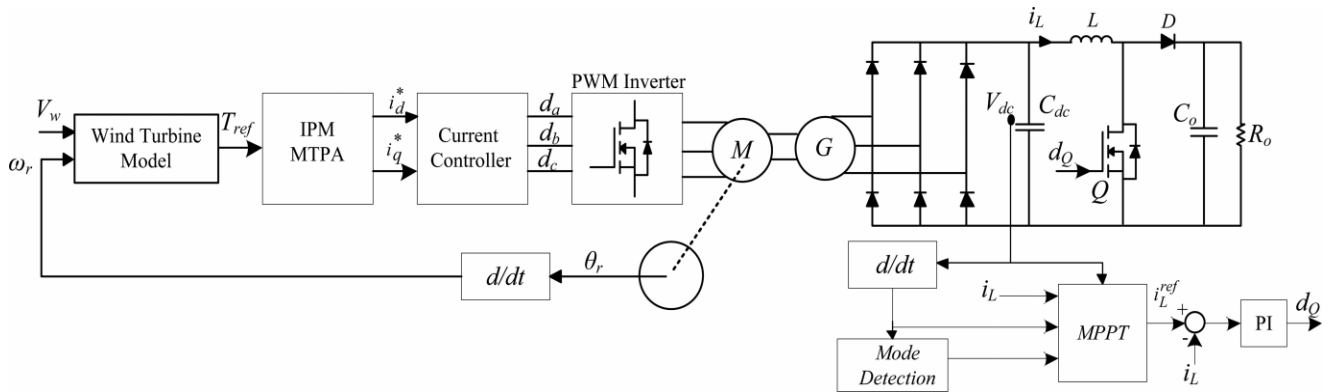 i_L
L
D
PWM Inverter
V_w
ω_r
Wind Turbine
Model
T_ref
IPM
MTPA
i_d^*
i_q^*
Current
Controller
d_a
d_b
d_c
M
G
V_dc
C_dc
d_Q
Q
C_o
R_o
d/dt
θ_r
d/dt
i_L
MPPT
i_L^ref
+
-
i_L
PI
d_Q
Mode
Detection